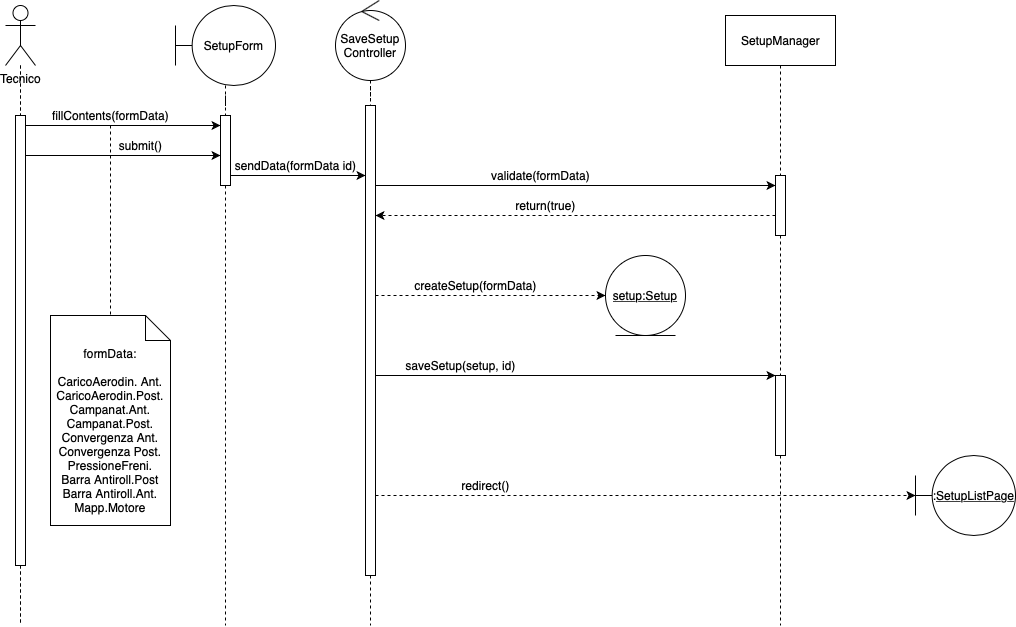 SetupForm
SaveSetup
Controller
SetupManager
Tecnico
fillContents(formData)
submit()
sendData(formData id)
validate(formData)
return(true)
createSetup(formData)
setup:Setup
formData:
CaricoAerodin. Ant.
CaricoAerodin.Post.
Campanat.Ant.
Campanat.Post.
Convergenza Ant.
Convergenza Post.
PressioneFreni.
Barra Antiroll.Post
Barra Antiroll.Ant.
Mapp.Motore
saveSetup(setup, id)
redirect()
:SetupListPage